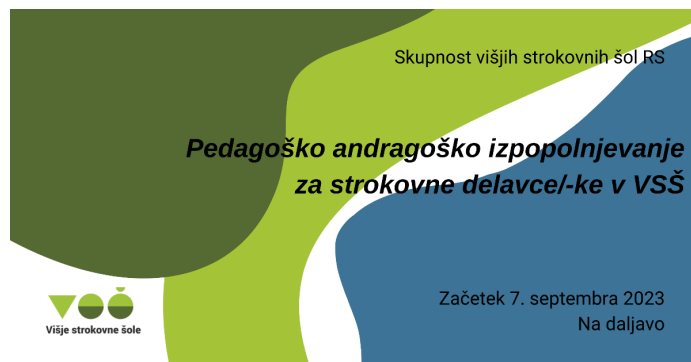 Skupnost višjih strokovnih šol RS
Pedagoško andragoško izpopolnjevanje
za strokovne delavce/-ke v VSŠ
Začetek 7. septembra 2023
Na daljavo
Višje strokovne šole